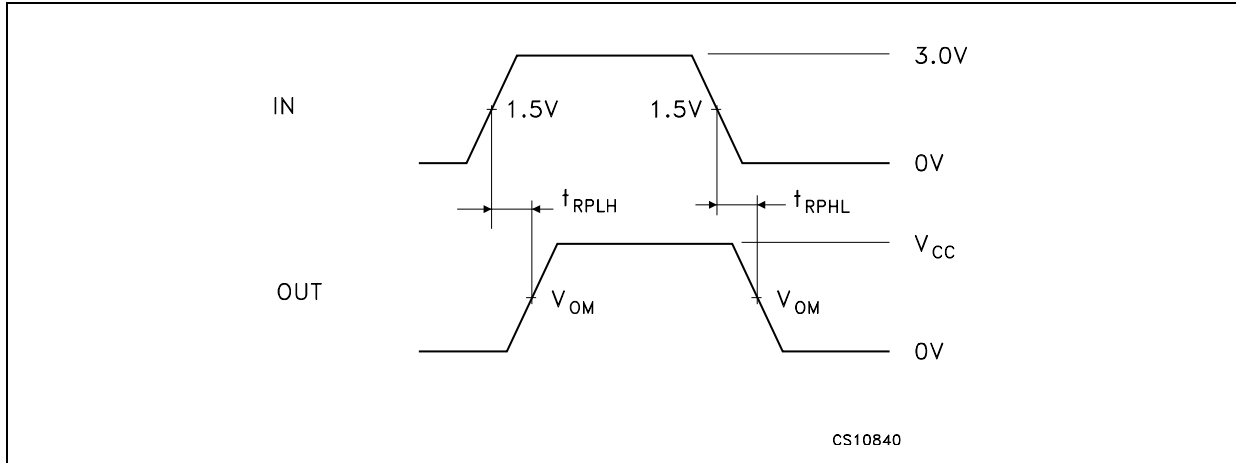 3.0V
IN
1.5V
1.5V
0V
tRPLH
tRPHL
VCC
OUT
VOM
VOM
0V
CS10840